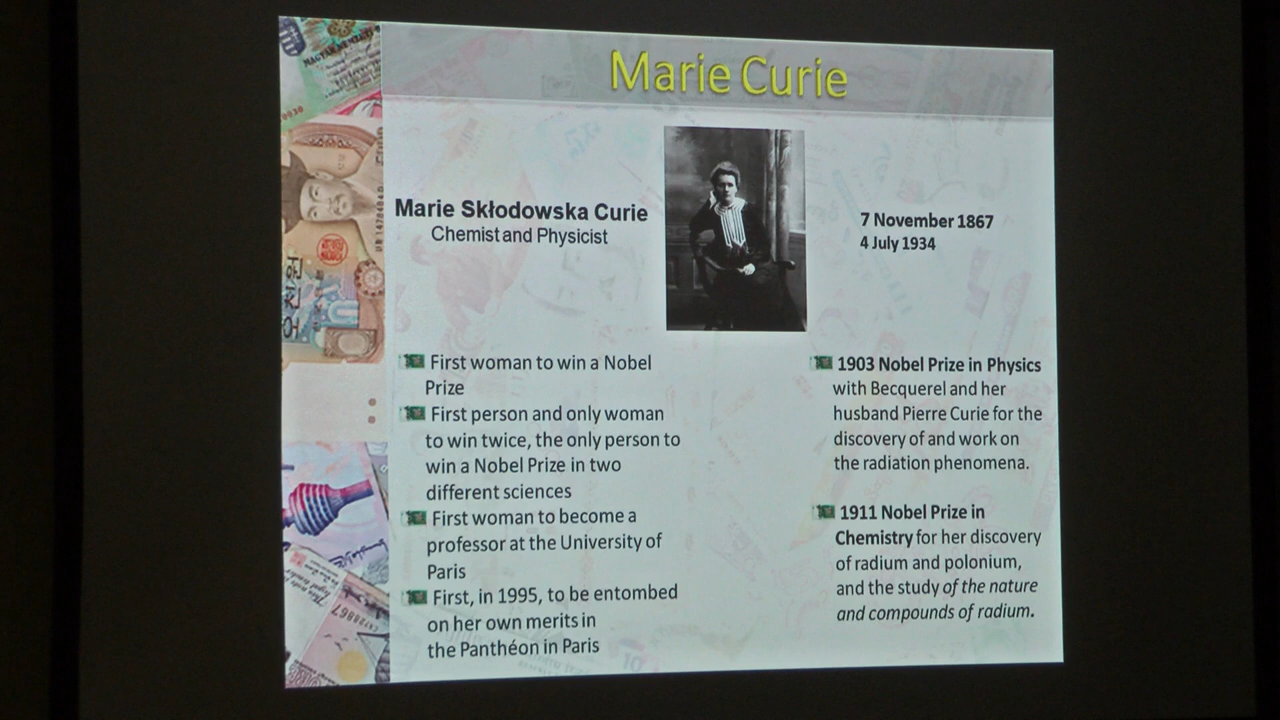 Marie Curie
Marie Skłodowska Curie
Chemist and Physicist
7 November 1867
4 July 1934
First woman to win a Nobel
Prize
First person and only woman
to win twice, the only person to
win a Nobel Prize in two
different sciences
First woman to become a
professor at the University of
Paris
First, in 1995, to be entombed
on her own merits in
the Panthéon in Paris
1903 Nobel Prize in Physics
with Becquerel and her
husband Pierre Curie for the
discovery of and work on
the radiation phenomena.
1911 Nobel Prize in
Chemistry for her discovery
of radium and polonium,
and the study of the nature
and compounds of radium.